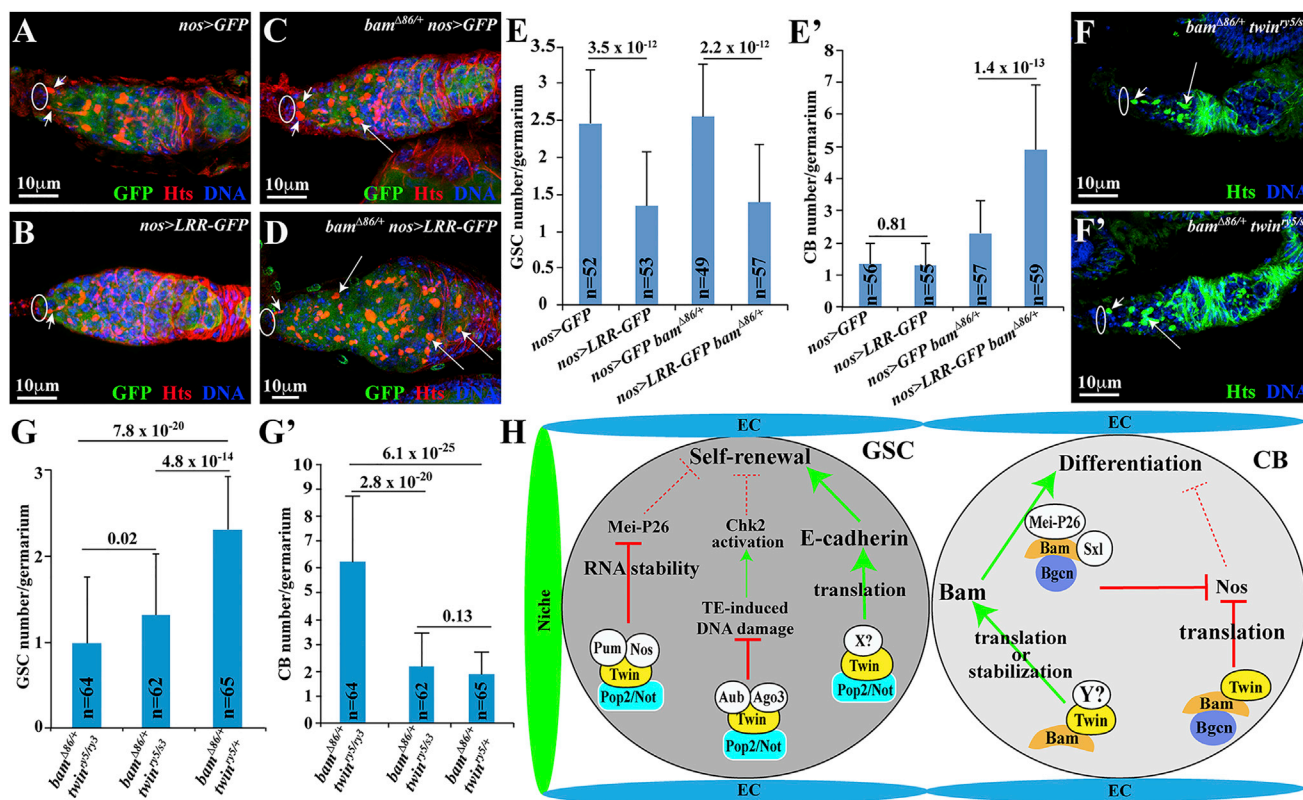 A
nos>GFP
10μm
GFP Hts DNA
B
nos>LRR-GFP
10μm
GFP Hts DNA
C
bamΔ86/+ nos>GFP
10μm
GFP Hts DNA
D
bamΔ86/+ nos>LRR-GFP
10μm
GFP Hts DNA
E
3.5 x 10-12
2.2 x 10-12
GSC number/germarium
3.5
3
2.5
2
1.5
1
0.5
0
n=52
n=53
n=49
n=57
nos>GFP
nos>LRR-GFP
nos>GFP bamΔ86/+
nos>LRR-GFP bamΔ86/+
E’
1.4 x 10-13
0.81
CB number/germarium
8
7
6
5
4
3
2
1
0
n=56
n=55
n=57
n=59
nos>GFP
nos>LRR-GFP
nos>GFP bamΔ86/+
nos>LRR-GFP bamΔ86/+
F
bamΔ86/+ twinry5/s
10μm
Hts DNA
F’
bamΔ86/+ twinry5/s
10μm
Hts DNA
G
7.8 x 10-20
4.8 x 10-14
0.02
GSC number/germarium
3
2
1
0
n=64
n=62
n=65
bamΔ86/+
twinry5/ry3
bamΔ86/+
twinry5/s3
bamΔ86/+
twinry5/+
G’
6.1 x 10-25
2.8 x 10-20
0.13
CB number/germarium
10
9
8
7
6
5
4
3
2
1
0
n=64
n=62
n=65
bamΔ86/+
twinry5/ry3
bamΔ86/+
twinry5/s3
bamΔ86/+
twinry5/+
H
EC
Niche
GSC
Self-renewal
Mei-P26
Chk2
activation
E-cadherin
RNA stability
translation
TE-induced
DNA damage
Pum Nos
Twin
Pop2/Not
Aub Ago3
Twin
Pop2/Not
X?
Twin
Pop2/Not
EC
EC
CB
Differentiation
Mei-P26
Bam
Sxl
Bgcn
Bam
Nos
translation
or
stabilization
translation
Y?
Twin
Bam
Twin
Bam
Bgcn
EC